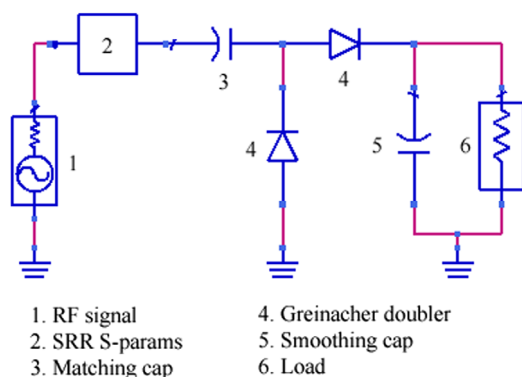 2
3
4
1
4
5
6
1. RF signal
2. SRR S-params
3. Matching cap
4. Greinacher doubler
5. Smoothing cap
6. Load